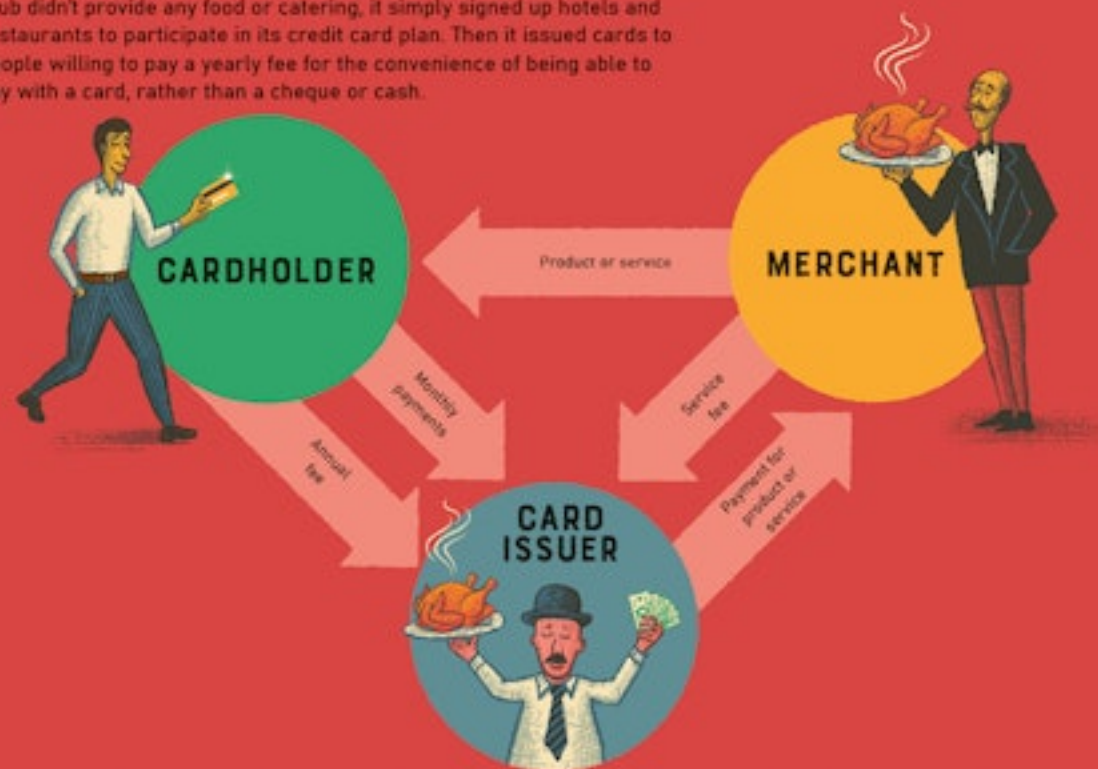 ub didn't provide any food or catering, it simply signed up hotels and
staurants to participate in its credit card plan. Then it issued cards to
ople willing to pay a yearly fee for the convenience of being able to
y with a card, rather than a cheque or cash.
CARDHOLDER
Product or service
MERCHANT
Monthly
payments
Service
fee
Annual
fee
Payment for
product or
service
CARD
ISSUER